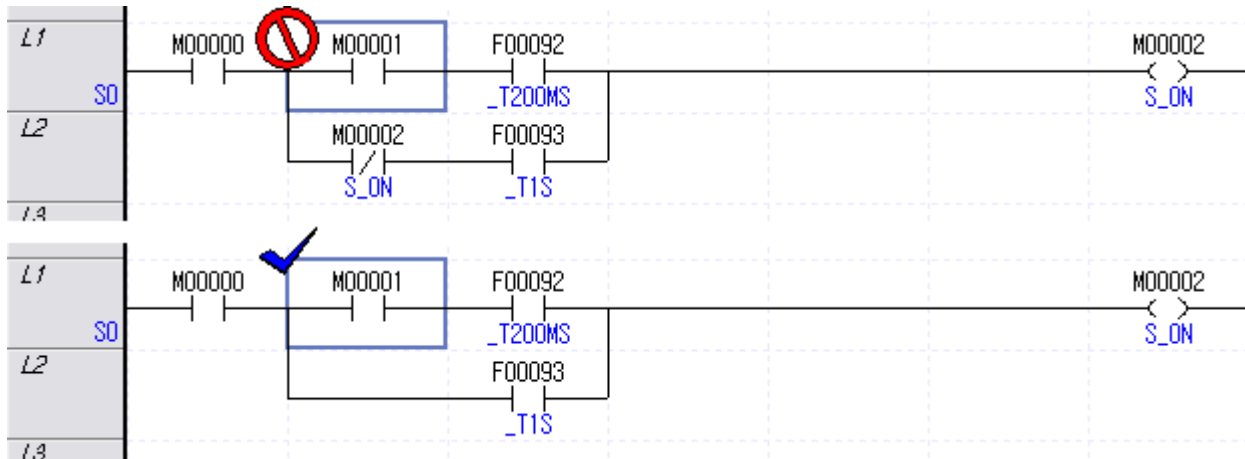 L1 M00000 M00001 F00092 M00002
S0 _T200MS S_ON
L2 M00002 F00093
S_ON _T1S
L3
L1 M00000 M00001 F00092 M00002
S0 _T200MS S_ON
L2 F00093
_T1S
L3